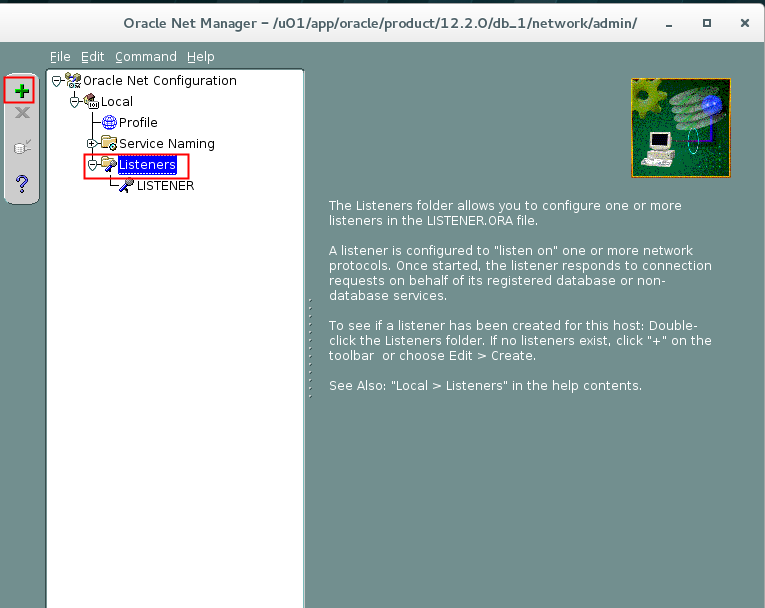 Oracle Net Manager – /u01/app/oracle/product/12.2.0/db_1/network/admin/
File Edit Command Help
Oracle Net Configuration
Local
Profile
Service Naming
Listeners
LISTENER
The Listeners folder allows you to configure one or more
listeners in the LISTENER.ORA file.
A listener is configured to "listen on" one or more network
protocols. Once started, the listener responds to connection
requests on behalf of its registered database or non-
database services.
To see if a listener has been created for this host: Double-
click the Listeners folder. If no listeners exist, click "+" on the
toolbar or choose Edit > Create.
See Also: "Local > Listeners" in the help contents.